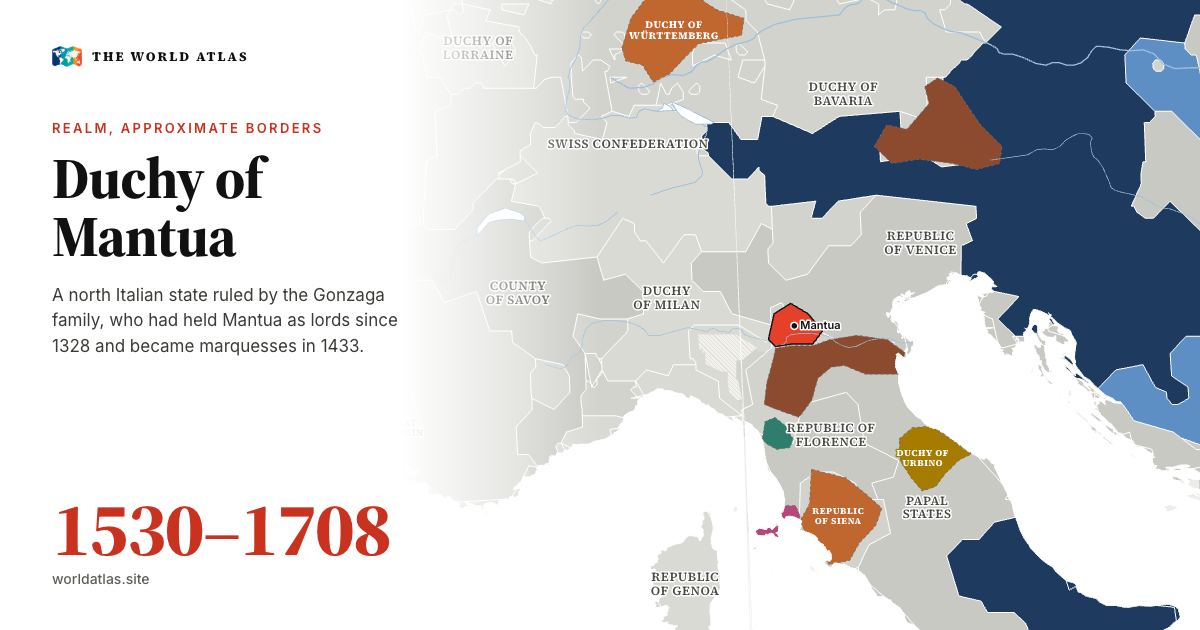 THE WORLD ATLAS
REALM, APPROXIMATE BORDERS
Duchy of
Mantua
A north Italian state ruled by the Gonzaga
family, who had held Mantua as lords since
1328 and became marquesses in 1433.
1530–1708
worldatlas.site
DUCHY OF
LORRAINE
DUCHY OF
WÜRTTEMBERG
DUCHY OF
BAVARIA
SWISS CONFEDERATION
REPUBLIC
OF VENICE
COUNTY
OF SAVOY
DUCHY
OF MILAN
Mantua
REPUBLIC OF
FLORENCE
DUCHY OF
URBINO
PAPAL
STATES
REPUBLIC
OF SIENA
REPUBLIC
OF GENOA